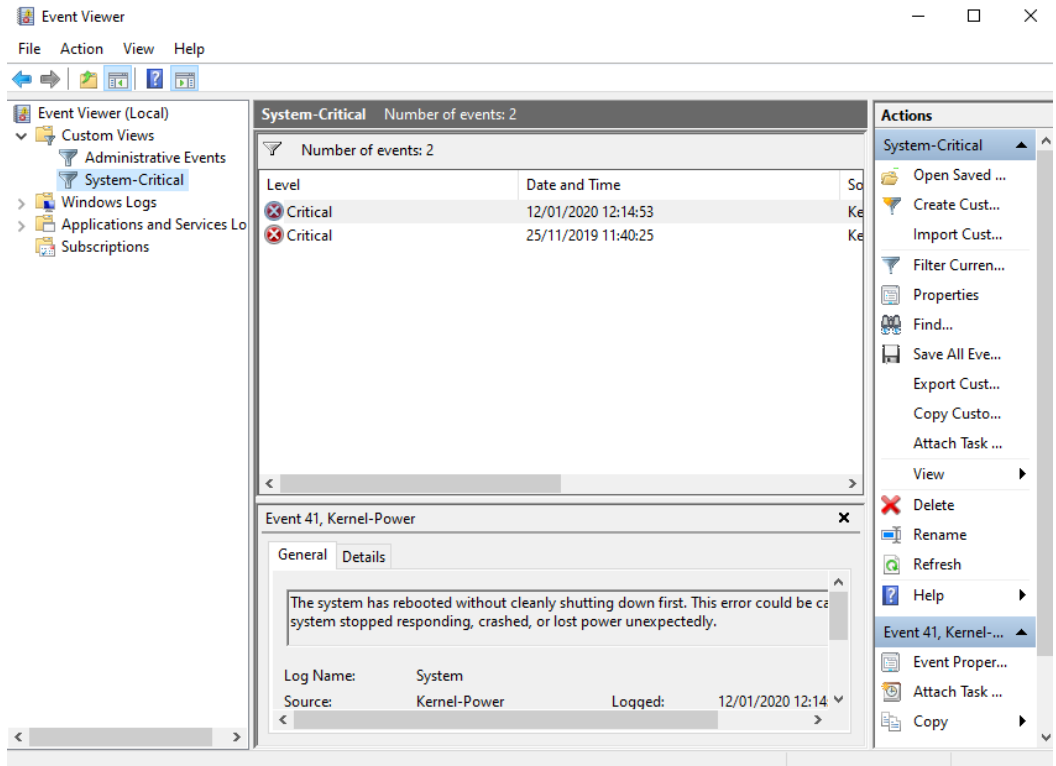 Event Viewer
File Action View Help
Event Viewer (Local)
Custom Views
Administrative Events
System-Critical
Windows Logs
Applications and Services Lo
Subscriptions
System-Critical Number of events: 2
Number of events: 2
Level Date and Time So
Critical 12/01/2020 12:14:53 Ke
Critical 25/11/2019 11:40:25 Ke
Event 41, Kernel-Power
General Details
The system has rebooted without cleanly shutting down first. This error could be ca
system stopped responding, crashed, or lost power unexpectedly.
Log Name: System
Source: Kernel-Power Logged: 12/01/2020 12:14
Actions
System-Critical
Open Saved ...
Create Cust...
Import Cust...
Filter Curren...
Properties
Find...
Save All Eve...
Export Cust...
Copy Custo...
Attach Task ...
View
Delete
Rename
Refresh
Help
Event 41, Kernel-...
Event Proper...
Attach Task ...
Copy